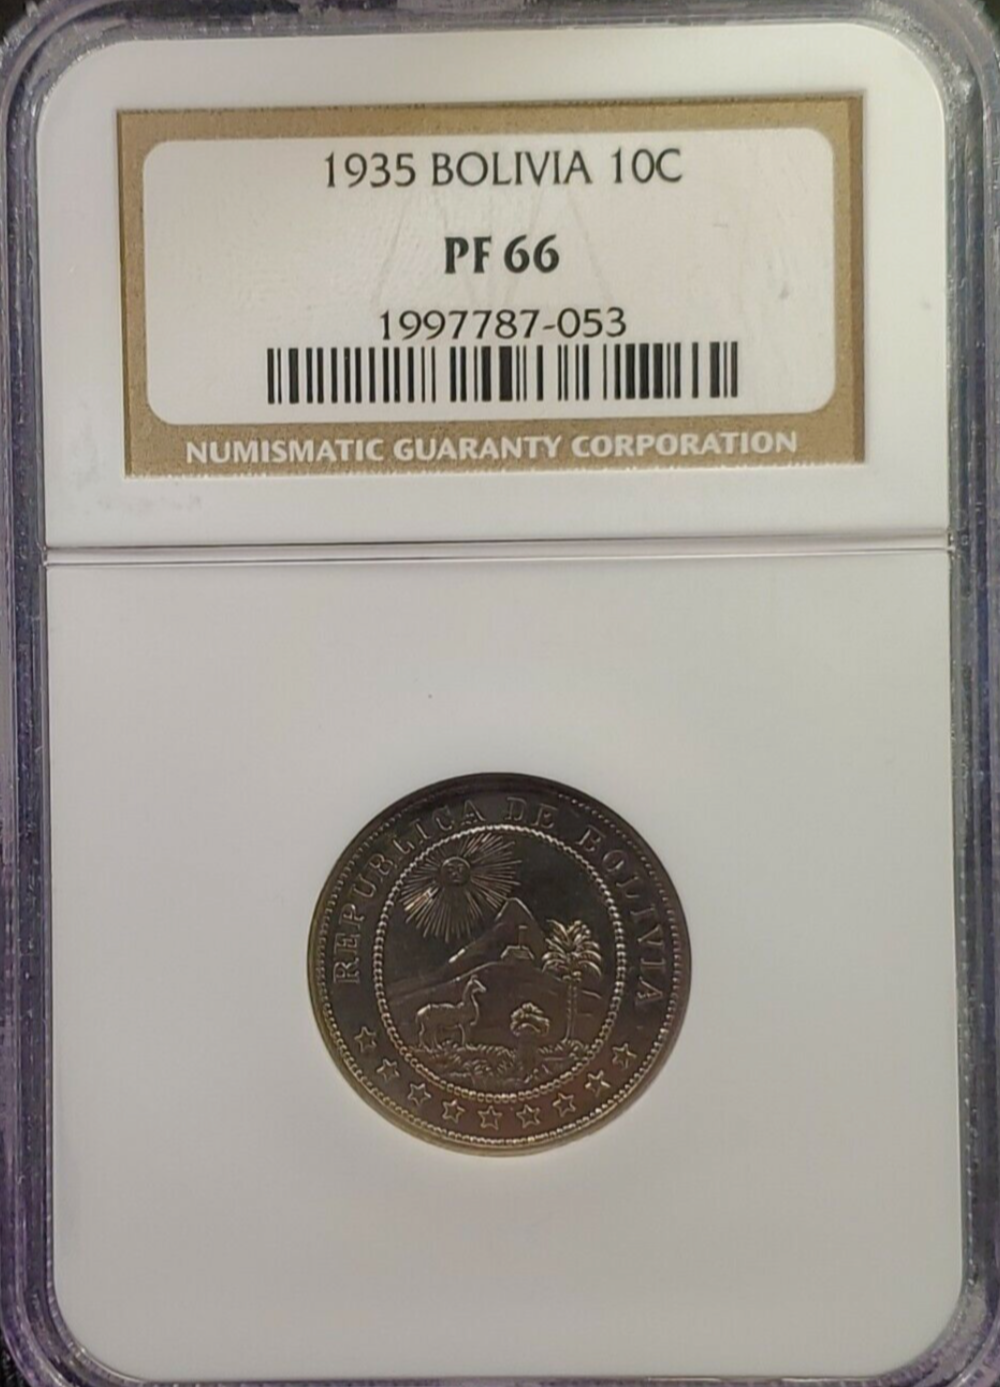 1935 BOLIVIA 10C
PF 66
1997787-053
NUMISMATIC GUARANTY CORPORATION
REPUBLICA DE BOLIVIA